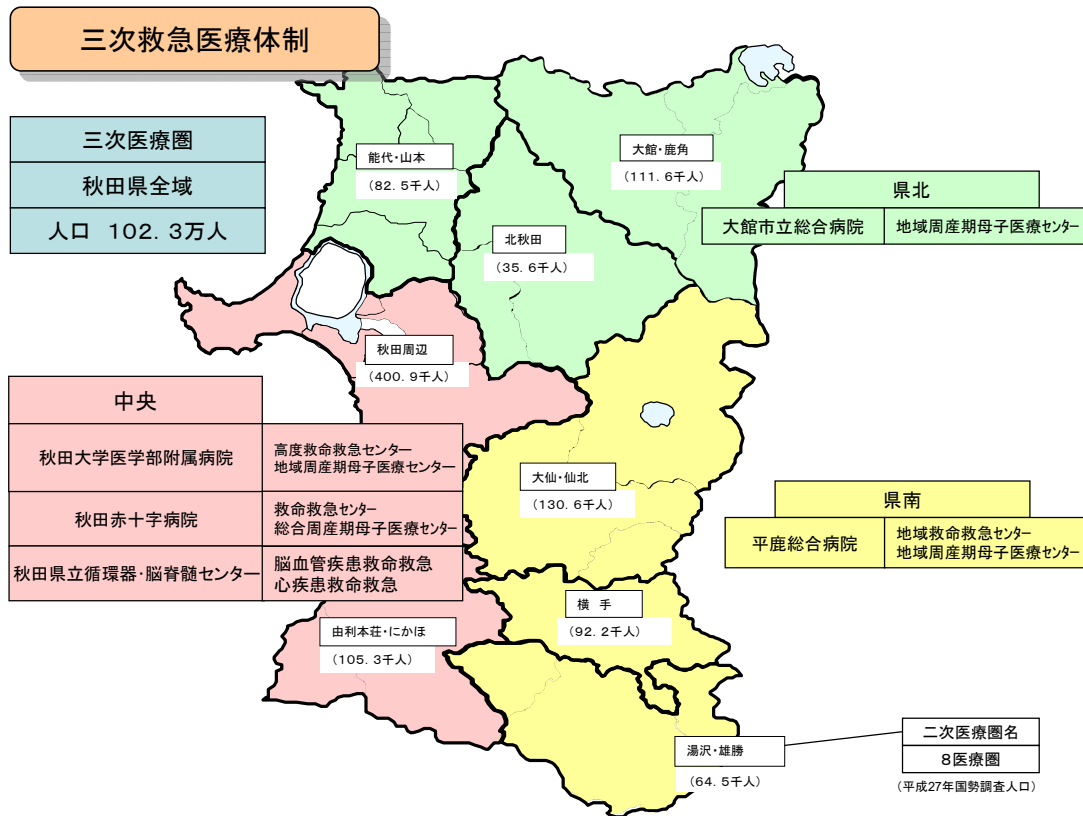 三次救急医療体制
三次医療圏
秋田県全域
人口 102.3万人
能代・山本
(82.5千人)
大館・鹿角
(111.6千人)
北秋田
(35.6千人)
県北
大館市立総合病院
地域周産期母子医療センター
秋田周辺
(400.9千人)
中央
秋田大学医学部附属病院
高度救命救急センター
地域周産期母子医療センター
秋田赤十字病院
救命救急センター
総合周産期母子医療センター
秋田県立循環器・脳脊髄センター
脳血管疾患救命救急
心疾患救命救急
大仙・仙北
(130.6千人)
県南
平鹿総合病院
地域救命救急センター
地域周産期母子医療センター
横 手
(92.2千人)
由利本荘・にかほ
(105.3千人)
湯沢・雄勝
(64.5千人)
二次医療圏名
8医療圏
(平成27年国勢調査人口)